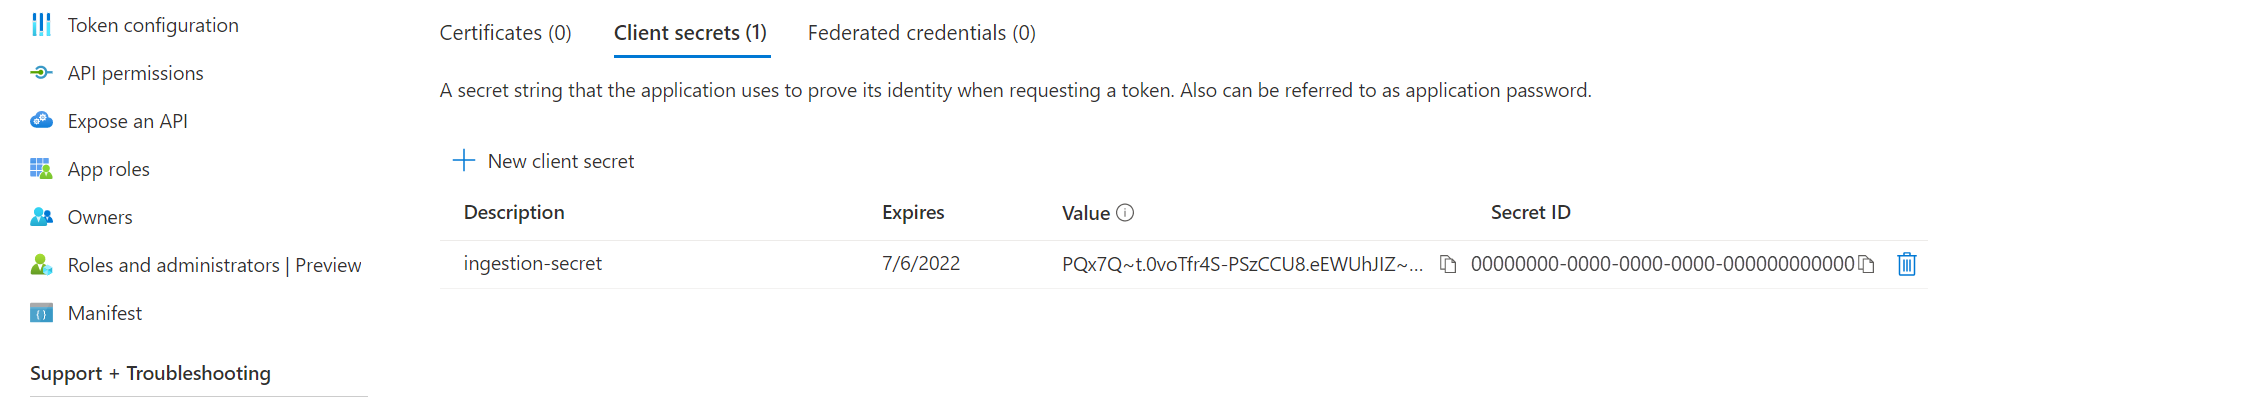 Token configuration
API permissions
Expose an API
App roles
Owners
Roles and administrators | Preview
Manifest
Support + Troubleshooting
Certificates (0) Client secrets (1) Federated credentials (0)
A secret string that the application uses to prove its identity when requesting a token. Also can be referred to as application password.
New client secret
Description Expires Value Secret ID
ingestion-secret 7/6/2022 PQx7Q~t.0voTfr4S-PSzCCU8.eEWUhJIZ~... 00000000-0000-0000-0000-000000000000